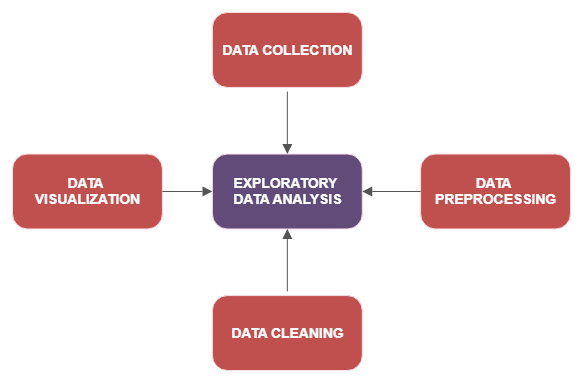 DATA COLLECTION
DATA
VISUALIZATION
EXPLORATORY
DATA ANALYSIS
DATA
PREPROCESSING
DATA CLEANING